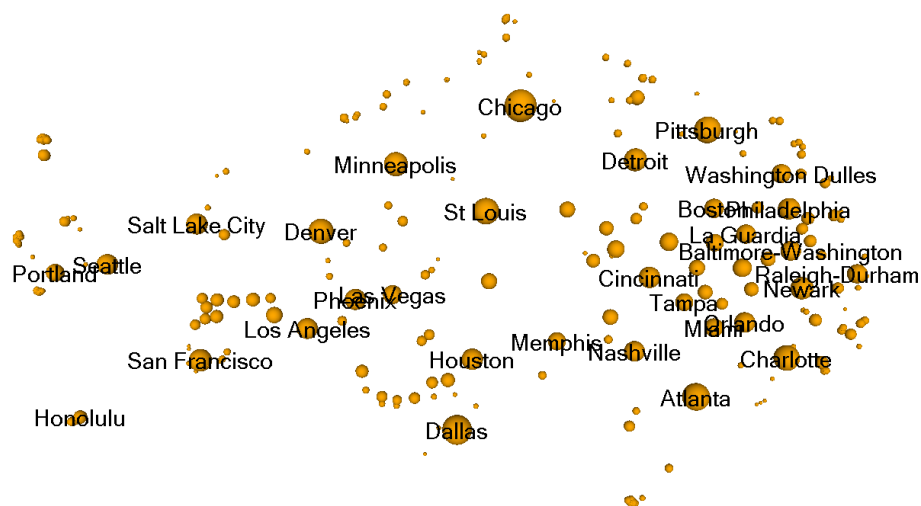 Chicago
Pittsburgh
Minneapolis
Detroit
Washington Dulles
Boston
Philadelphia
St Louis
Salt Lake City
Denver
La Guardia
Baltimore-Washington
Seattle
Portland
Cincinnati
Raleigh-Durham
Newark
Las Vegas
Phoenix
Tampa
Los Angeles
Miami
Orlando
Memphis
Nashville
San Francisco
Houston
Charlotte
Atlanta
Honolulu
Dallas